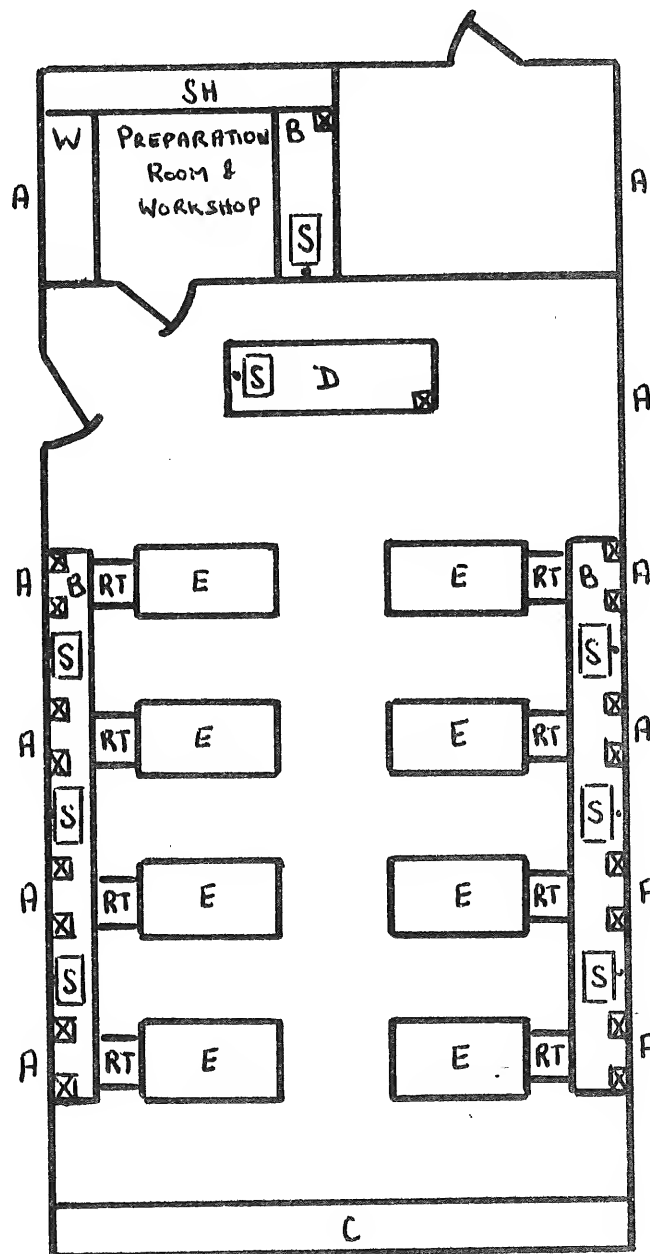 SH
W PREPARATION B
ROOM &
A WORKSHOP A
S
S D A
A B RT E E RT B A
S S
A RT E E RT A
S S
A RT E E RT
S S
A RT E E RT
C